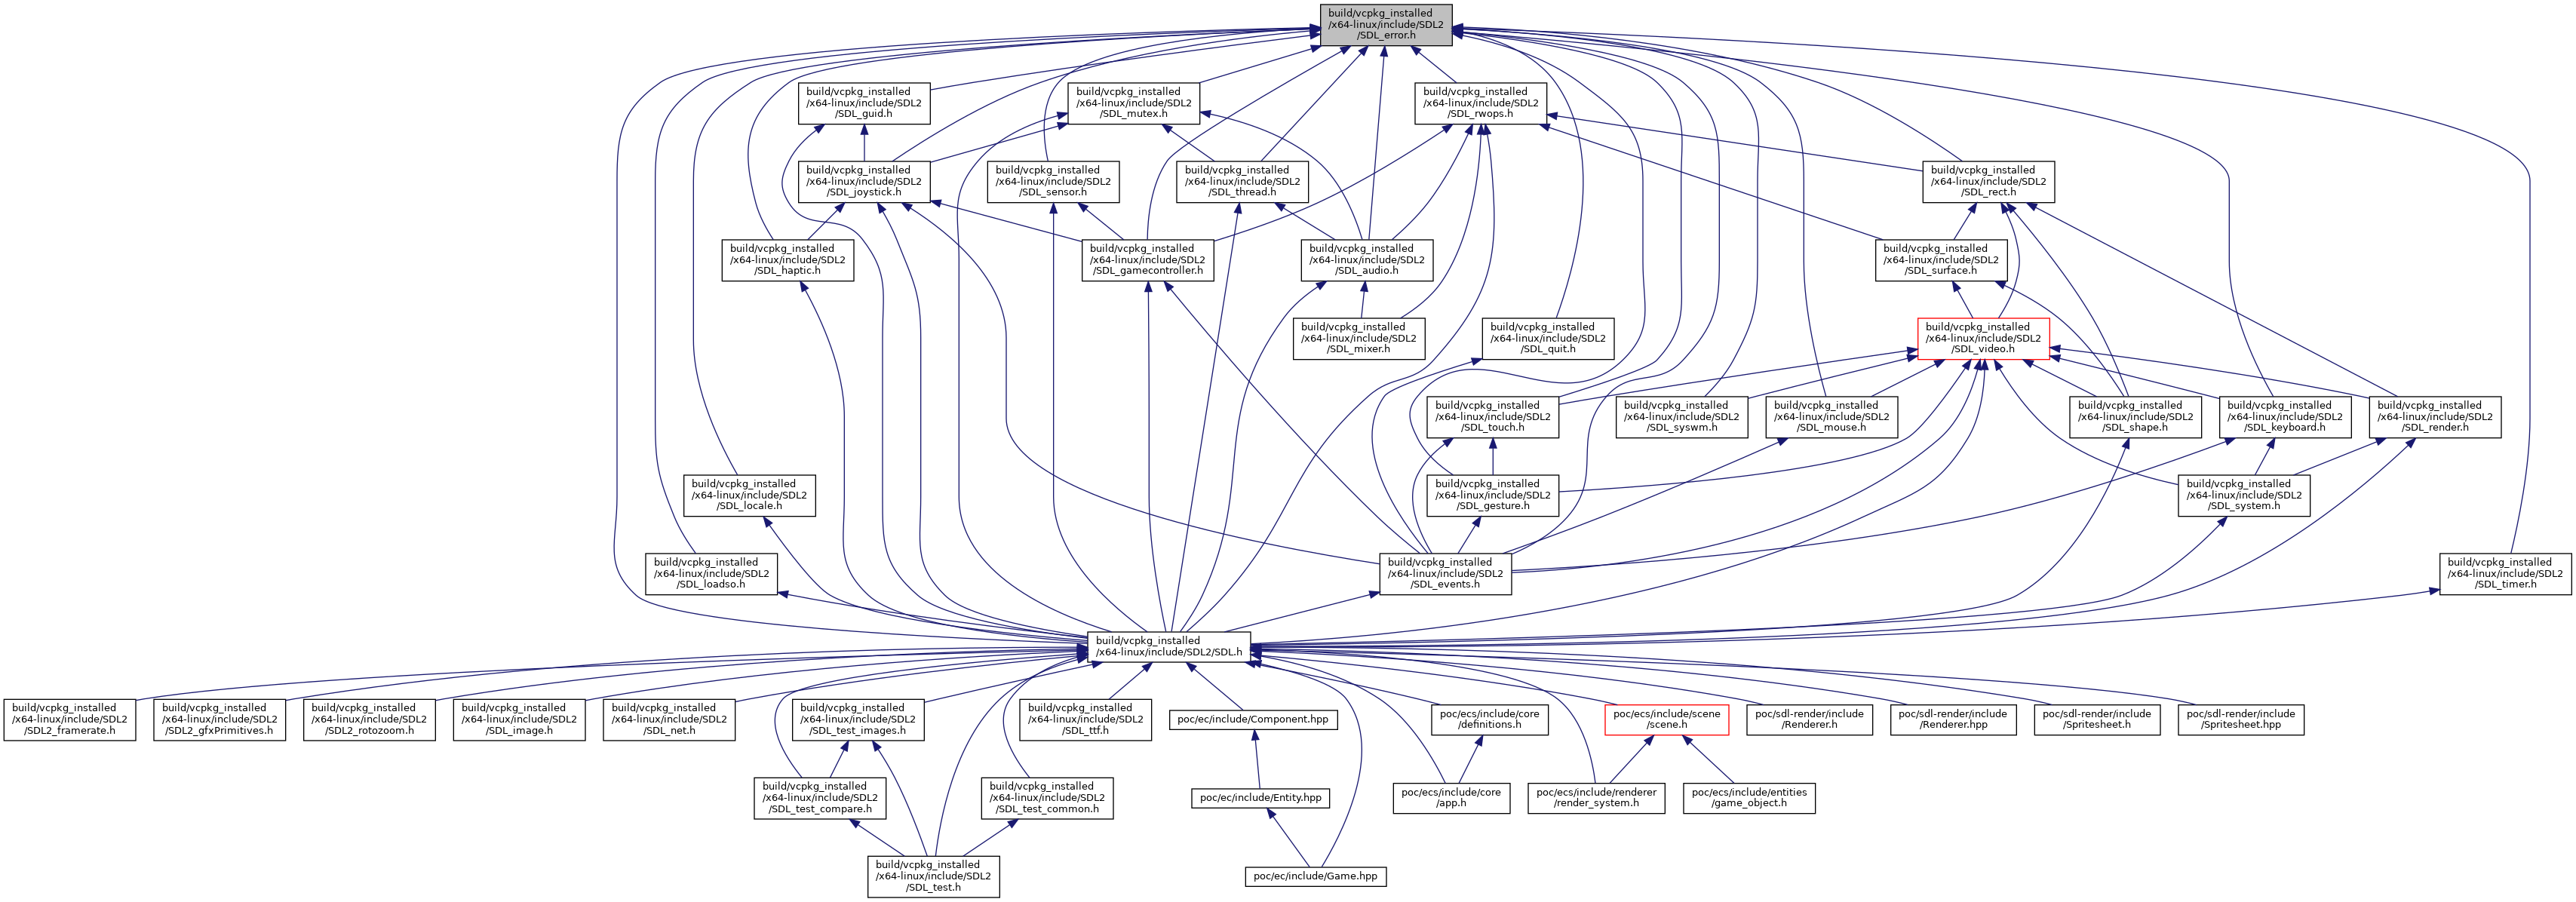 build/vcpkg_installed
/x64-linux/include/SDL2
/SDL_error.h
build/vcpkg_installed
/x64-linux/include/SDL2
/SDL_guid.h
build/vcpkg_installed
/x64-linux/include/SDL2
/SDL_mutex.h
build/vcpkg_installed
/x64-linux/include/SDL2
/SDL_rwops.h
build/vcpkg_installed
/x64-linux/include/SDL2
/SDL_joystick.h
build/vcpkg_installed
/x64-linux/include/SDL2
/SDL_sensor.h
build/vcpkg_installed
/x64-linux/include/SDL2
/SDL_thread.h
build/vcpkg_installed
/x64-linux/include/SDL2
/SDL_rect.h
build/vcpkg_installed
/x64-linux/include/SDL2
/SDL_haptic.h
build/vcpkg_installed
/x64-linux/include/SDL2
/SDL_gamecontroller.h
build/vcpkg_installed
/x64-linux/include/SDL2
/SDL_audio.h
build/vcpkg_installed
/x64-linux/include/SDL2
/SDL_surface.h
build/vcpkg_installed
/x64-linux/include/SDL2
/SDL_mixer.h
build/vcpkg_installed
/x64-linux/include/SDL2
/SDL_quit.h
build/vcpkg_installed
/x64-linux/include/SDL2
/SDL_video.h
build/vcpkg_installed
/x64-linux/include/SDL2
/SDL_touch.h
build/vcpkg_installed
/x64-linux/include/SDL2
/SDL_syswm.h
build/vcpkg_installed
/x64-linux/include/SDL2
/SDL_mouse.h
build/vcpkg_installed
/x64-linux/include/SDL2
/SDL_shape.h
build/vcpkg_installed
/x64-linux/include/SDL2
/SDL_keyboard.h
build/vcpkg_installed
/x64-linux/include/SDL2
/SDL_render.h
build/vcpkg_installed
/x64-linux/include/SDL2
/SDL_locale.h
build/vcpkg_installed
/x64-linux/include/SDL2
/SDL_gesture.h
build/vcpkg_installed
/x64-linux/include/SDL2
/SDL_system.h
build/vcpkg_installed
/x64-linux/include/SDL2
/SDL_loadso.h
build/vcpkg_installed
/x64-linux/include/SDL2
/SDL_events.h
build/vcpkg_installed
/x64-linux/include/SDL2
/SDL_timer.h
build/vcpkg_installed
/x64-linux/include/SDL2/SDL.h
build/vcpkg_installed
/x64-linux/include/SDL2
/SDL2_framerate.h
build/vcpkg_installed
/x64-linux/include/SDL2
/SDL2_gfxPrimitives.h
build/vcpkg_installed
/x64-linux/include/SDL2
/SDL2_rotozoom.h
build/vcpkg_installed
/x64-linux/include/SDL2
/SDL_image.h
build/vcpkg_installed
/x64-linux/include/SDL2
/SDL_net.h
build/vcpkg_installed
/x64-linux/include/SDL2
/SDL_test_images.h
build/vcpkg_installed
/x64-linux/include/SDL2
/SDL_ttf.h
poc/ec/include/Component.hpp
poc/ecs/include/core
/definitions.h
poc/ecs/include/scene
/scene.h
poc/sdl-render/include
/Renderer.h
poc/sdl-render/include
/Renderer.hpp
poc/sdl-render/include
/Spritesheet.h
poc/sdl-render/include
/Spritesheet.hpp
build/vcpkg_installed
/x64-linux/include/SDL2
/SDL_test_compare.h
build/vcpkg_installed
/x64-linux/include/SDL2
/SDL_test_common.h
poc/ec/include/Entity.hpp
poc/ecs/include/core
/app.h
poc/ecs/include/renderer
/render_system.h
poc/ecs/include/entities
/game_object.h
build/vcpkg_installed
/x64-linux/include/SDL2
/SDL_test.h
poc/ec/include/Game.hpp